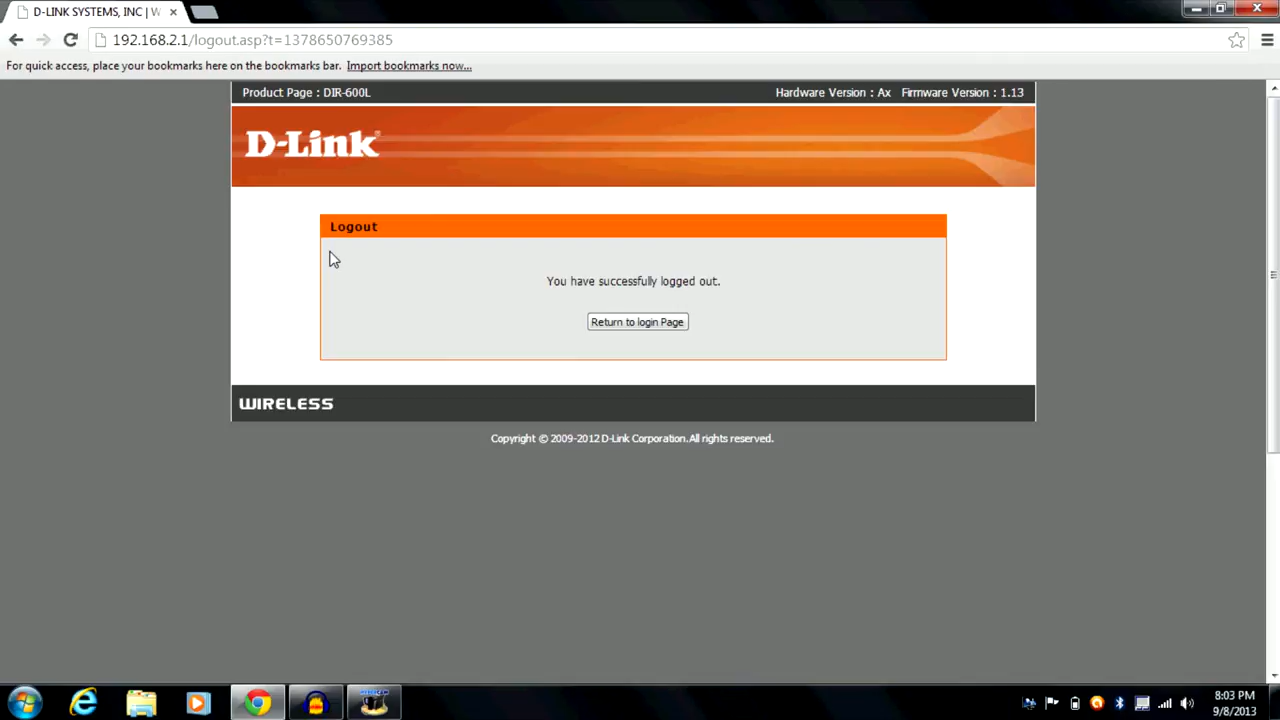 D-LINK SYSTEMS, INC | W
192.168.2.1/logout.asp?t=1378650769385
For quick access, place your bookmarks here on the bookmarks bar. Import bookmarks now...
Product Page : DIR-600L Hardware Version : Ax Firmware Version : 1.13
D-Link®
Logout
You have successfully logged out.
Return to login Page
WIRELESS
Copyright © 2009-2012 D-Link Corporation.All rights reserved.
8:03 PM
9/8/2013